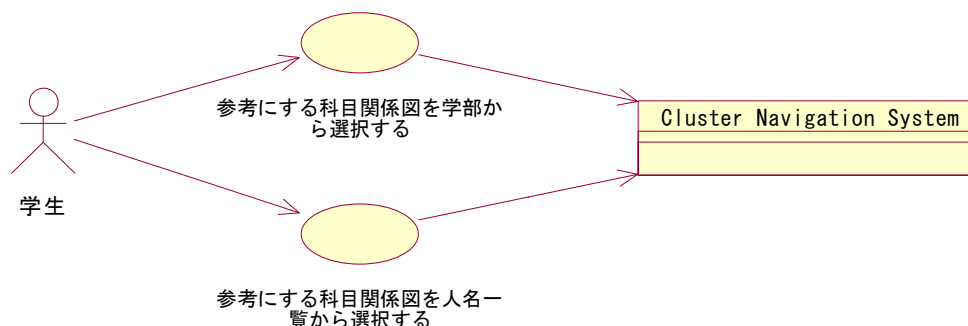 参考にする科目関係図を学部か
ら選択する
Cluster Navigation System
学生
参考にする科目関係図を人名一
覧から選択する